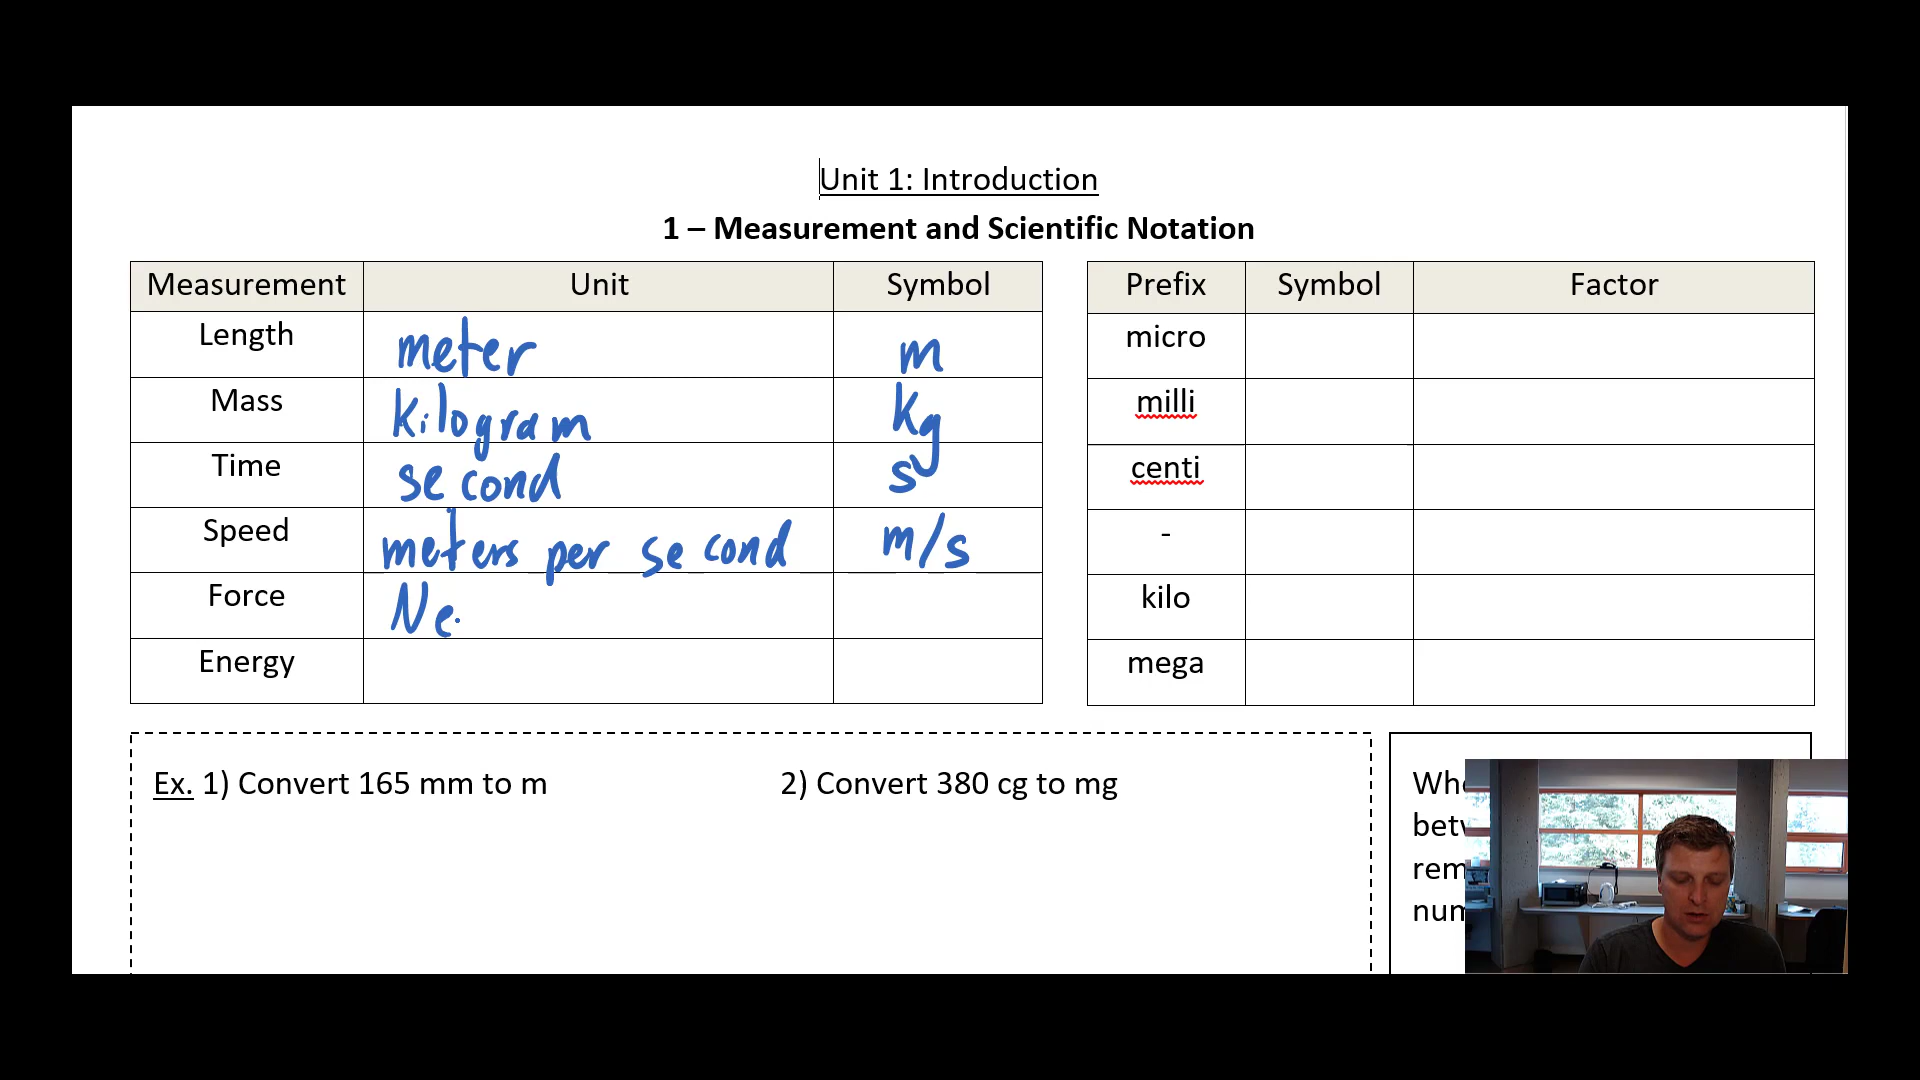 Unit 1: Introduction
1 – Measurement and Scientific Notation
Measurement Unit Symbol
Length meter m
Mass kilogram kg
Time second s
Speed meters per second m/s
Force Ne
Energy
Prefix Symbol Factor
micro
milli
centi
-
kilo
mega
Ex. 1) Convert 165 mm to m
2) Convert 380 cg to mg